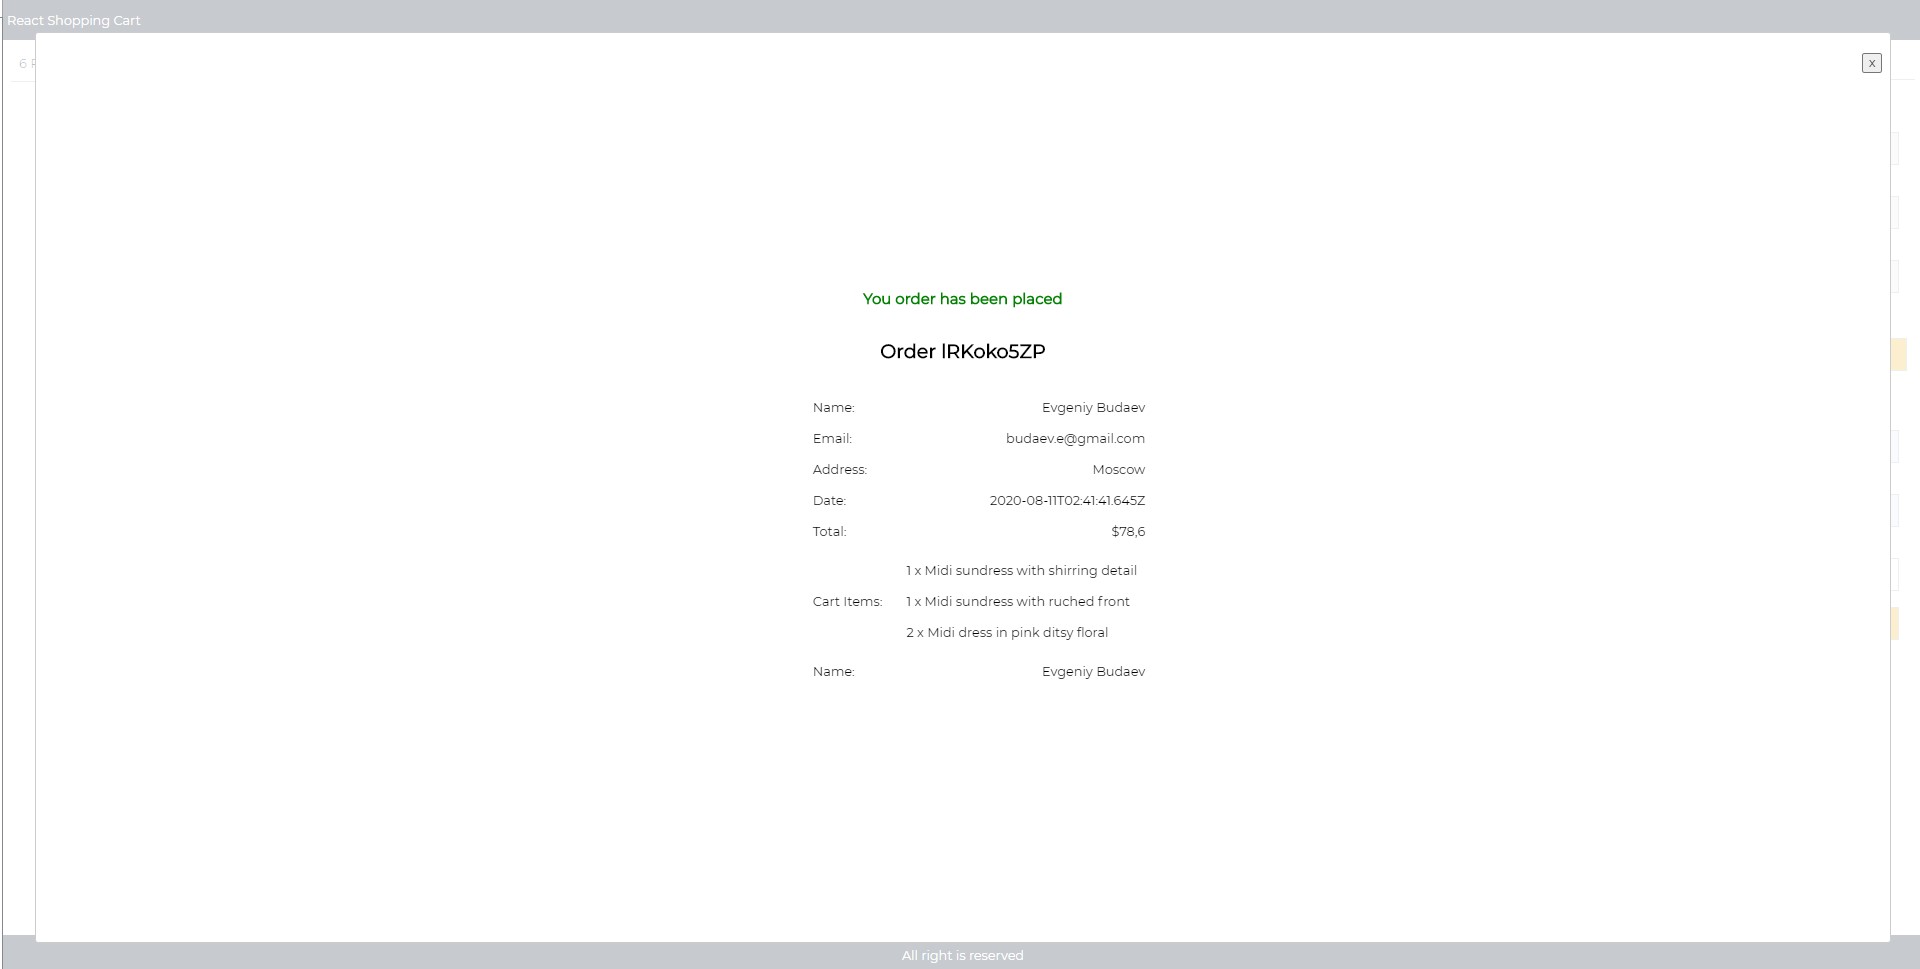 React Shopping Cart
6
x
You order has been placed
Order lRKoko5ZP
Name: Evgeniy Budaev
Email: budaev.e@gmail.com
Address: Moscow
Date: 2020-08-11T02:41:41.645Z
Total: $78,6
1 x Midi sundress with shirring detail
Cart Items: 1 x Midi sundress with ruched front
2 x Midi dress in pink ditsy floral
Name: Evgeniy Budaev
All right is reserved